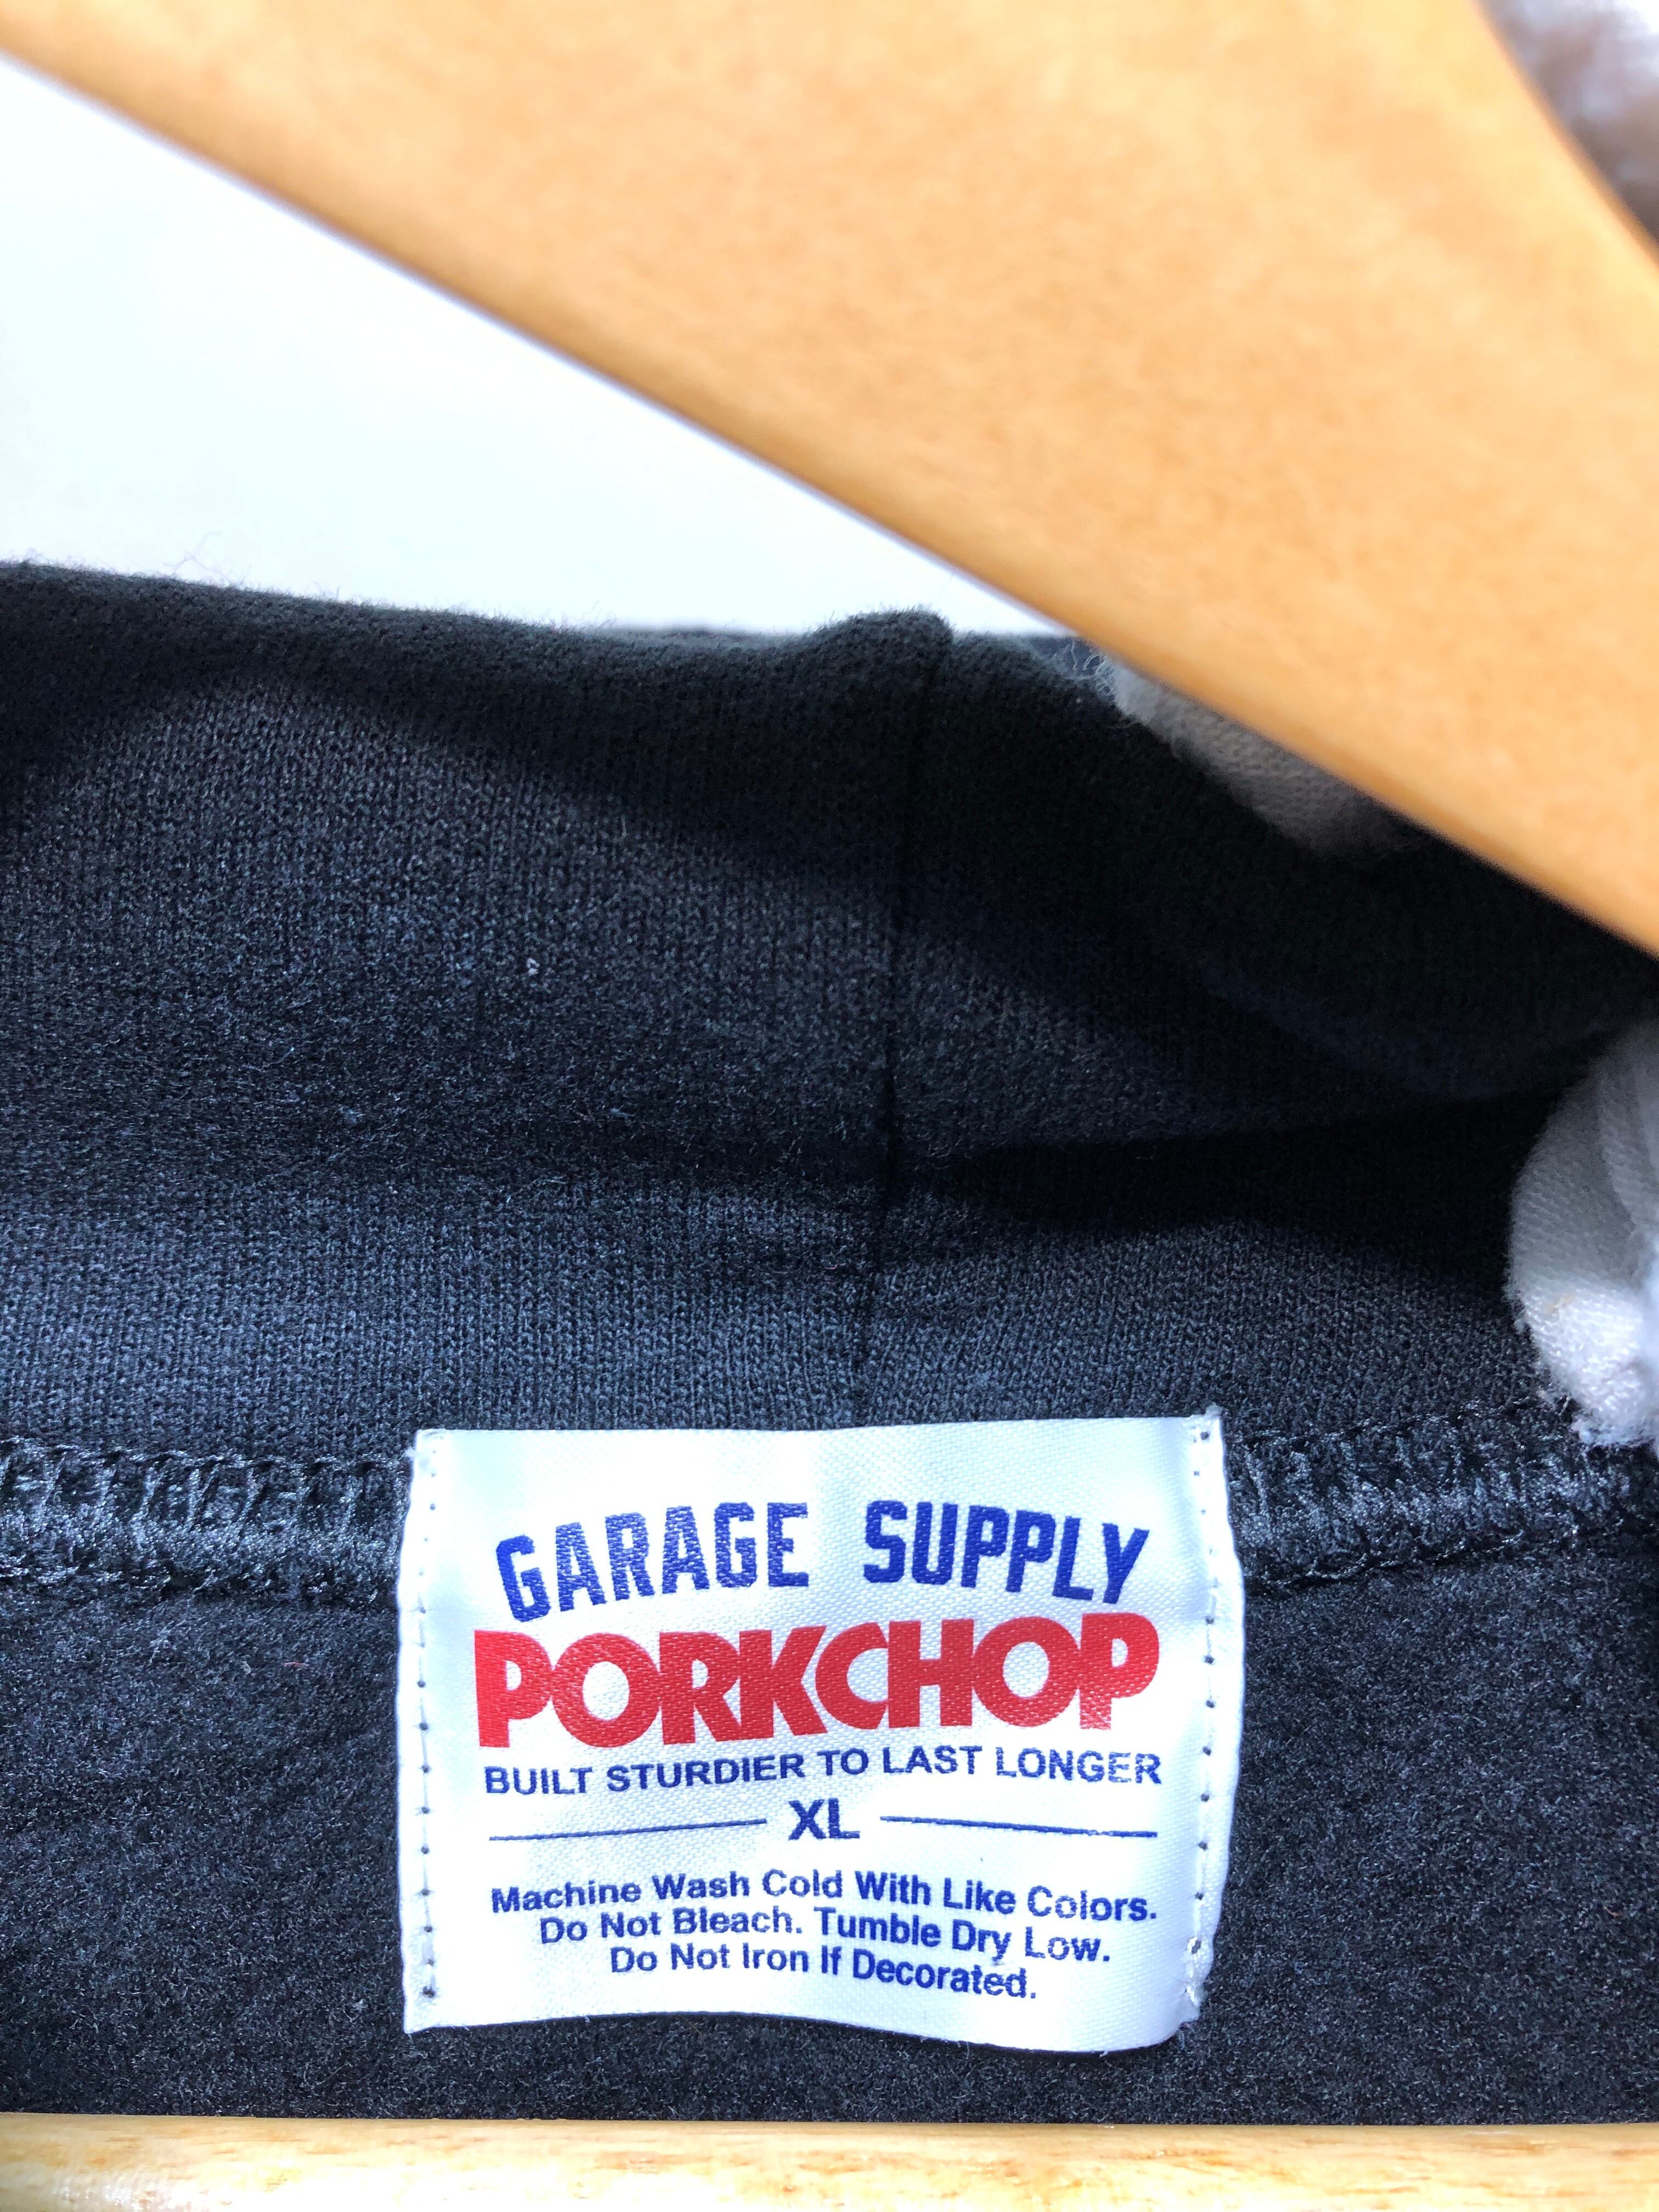 GARAGE SUPPLY
PORKCHOP
BUILT STURDIER TO LAST LONGER
XL
Machine Wash Cold With Like Colors.
Do Not Bleach. Tumble Dry Low.
Do Not Iron If Decorated.